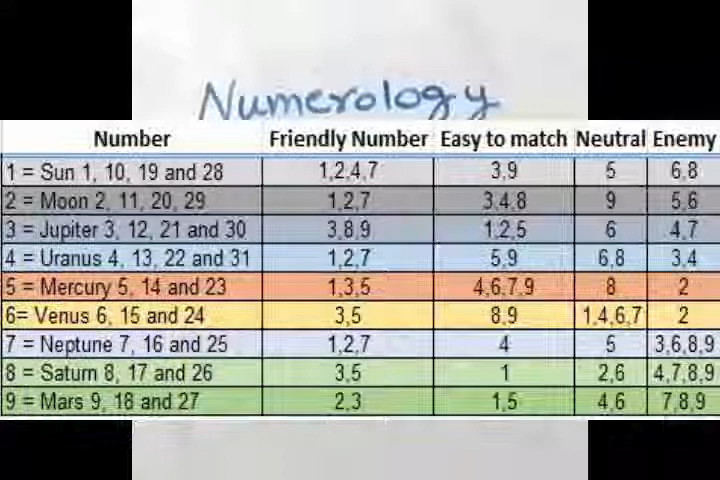 Numerology
Number Friendly Number Easy to match Neutral Enemy
1 = Sun 1, 10, 19 and 28 1,2,4,7 3,9 5 6,8
2 = Moon 2, 11, 20, 29 1,2,7 3,4,8 9 5,6
3 = Jupiter 3, 12, 21 and 30 3,8,9 1,2,5 6 4,7
4 = Uranus 4, 13, 22 and 31 1,2,7 5,9 6,8 3,4
5 = Mercury 5, 14 and 23 1,3,5 4,6,7,9 8 2
6= Venus 6, 15 and 24 3,5 8,9 1,4,6,7 2
7 = Neptune 7, 16 and 25 1,2,7 4 5 3,6,8,9
8 = Saturn 8, 17 and 26 3,5 1 2,6 4,7,8,9
9 = Mars 9, 18 and 27 2,3 1,5 4,6 7,8,9